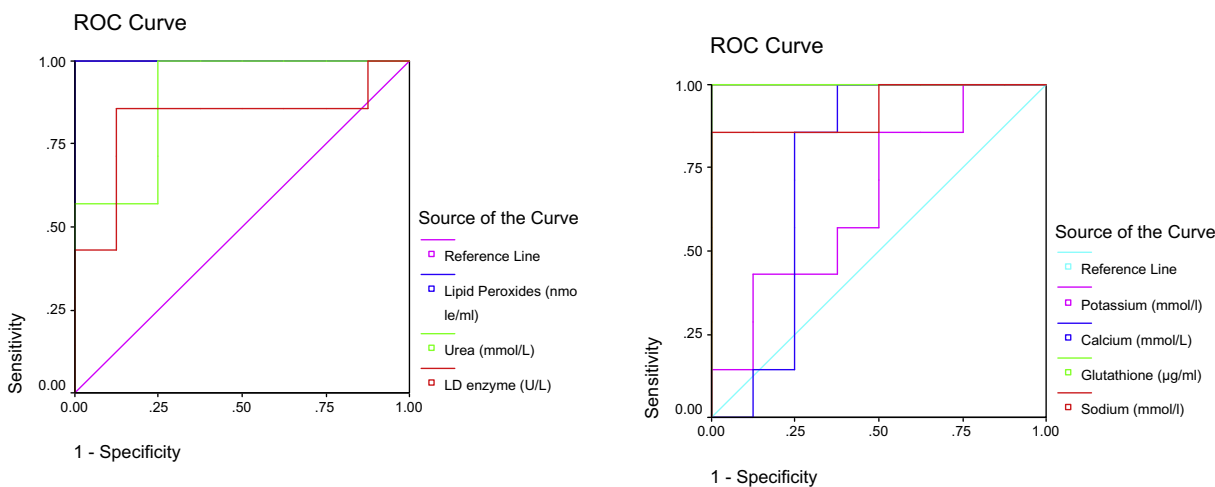 ROC Curve
1.00
.75
.50
.25
0.00
Sensitivity
0.00 .25 .50 .75 1.00
1 - Specificity
Source of the Curve
Reference Line
Lipid Peroxides (nmo
le/ml)
Urea (mmol/L)
LD enzyme (U/L)
ROC Curve
1.00
.75
.50
.25
0.00
Sensitivity
0.00 .25 .50 .75 1.00
1 - Specificity
Source of the Curve
Reference Line
Potassium (mmol/l)
Calcium (mmol/L)
Glutathione (µg/ml)
Sodium (mmol/l)